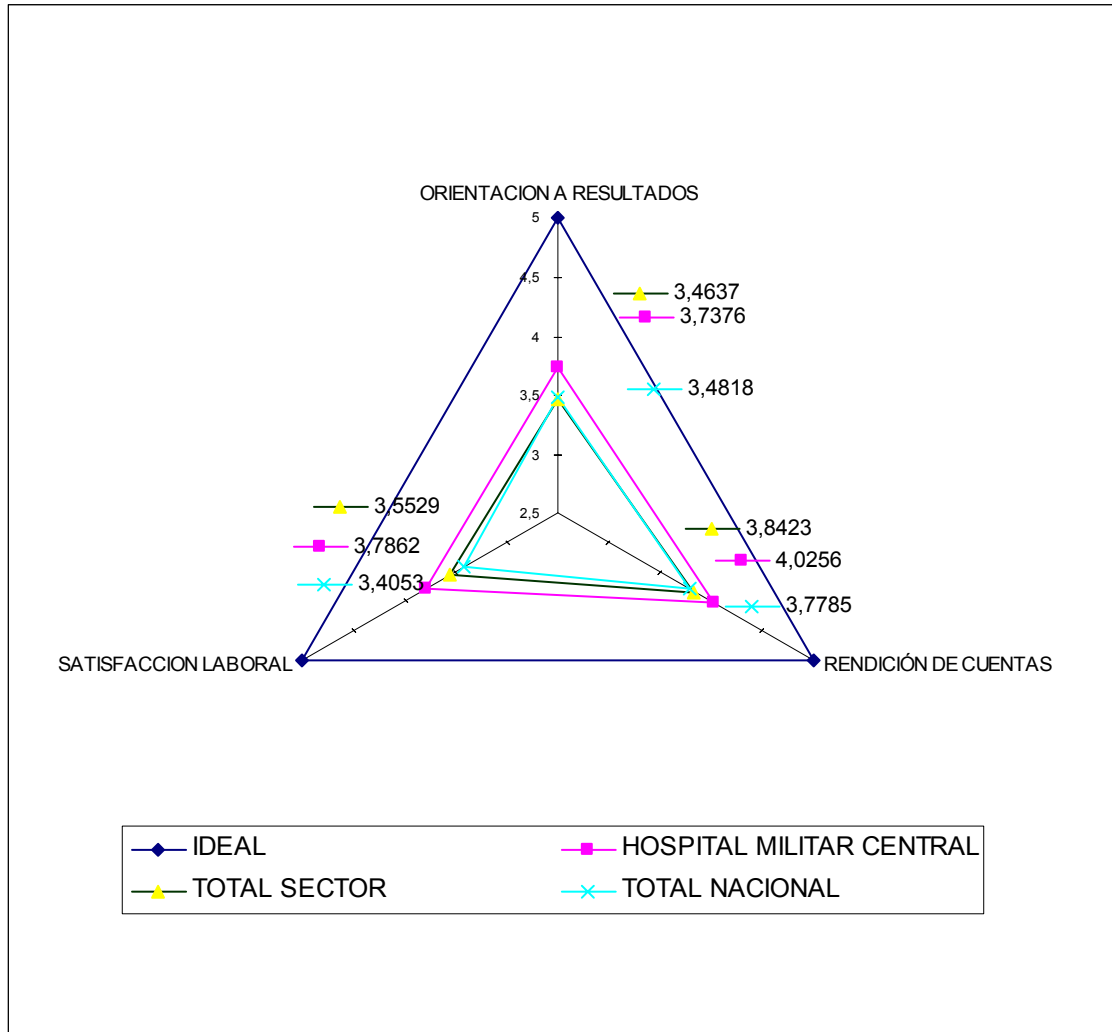 ORIENTACION A RESULTADOS
5
4,5
4
3,5
3
2,5
3,4637
3,7376
3,4818
3,5529
3,7862
3,4053
3,8423
4,0256
3,7785
SATISFACCION LABORAL
RENDICIÓN DE CUENTAS
IDEAL
HOSPITAL MILITAR CENTRAL
TOTAL SECTOR
TOTAL NACIONAL